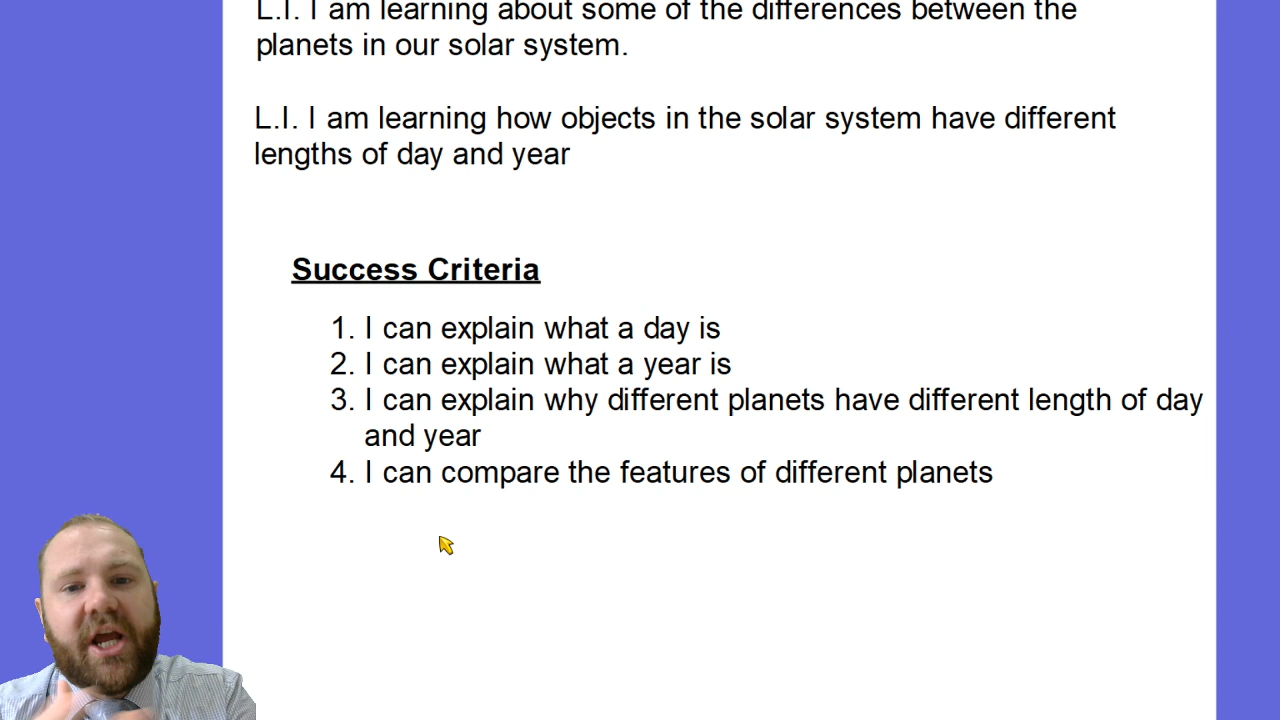 L.I. I am learning about some of the differences between the
planets in our solar system.
L.I. I am learning how objects in the solar system have different
lengths of day and year
Success Criteria
1. I can explain what a day is
2. I can explain what a year is
3. I can explain why different planets have different length of day
and year
4. I can compare the features of different planets